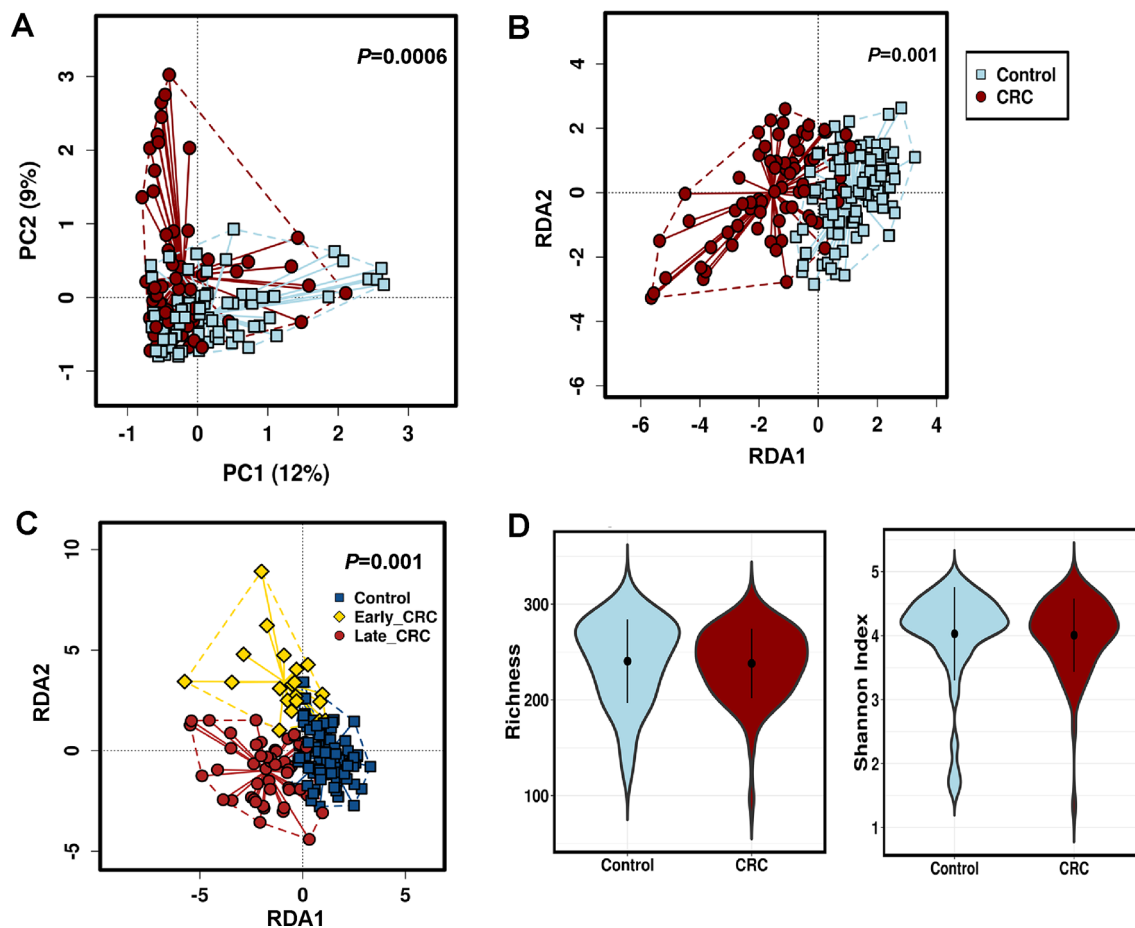 A
P=0.0006
3
2
1
0
-1
PC2 (9%)
-1
0
1
2
3
PC1 (12%)
B
P=0.001
4
2
0
-2
-4
-6
RDA2
-6
-4
-2
0
2
4
RDA1
Control
CRC
C
P=0.001
Control
Early_CRC
Late_CRC
10
5
0
-5
RDA2
-5
0
5
RDA1
D
300
200
100
Richness
Control
CRC
5
4
3
2
1
Shannon Index
Control
CRC